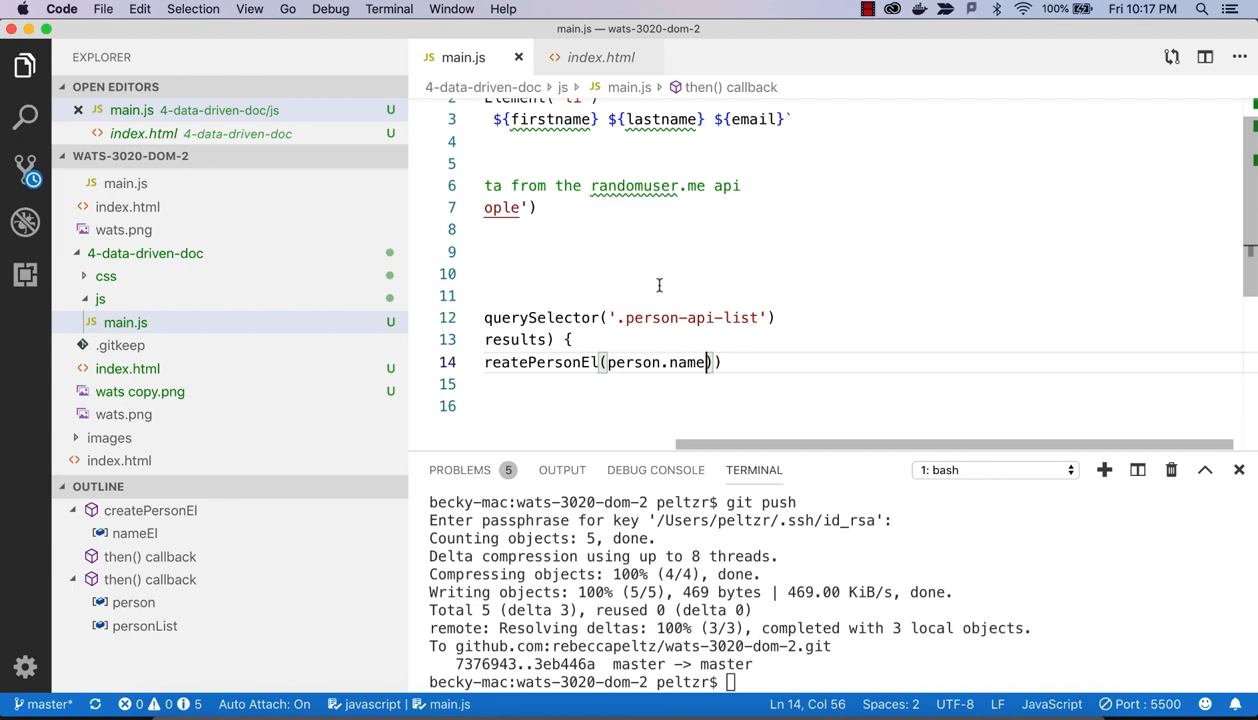 Code File Edit Selection View Go Debug Terminal Window Help 100% Fri 10:17 PM
main.js — wats-3020-dom-2
EXPLORER
OPEN EDITORS
JS main.js 4-data-driven-doc/js U
<> index.html 4-data-driven-doc U
WATS-3020-DOM-2
JS main.js
<> index.html
wats.png
4-data-driven-doc
css
js
JS main.js U
.gitkeep
<> index.html U
wats copy.png U
wats.png
images
<> index.html
OUTLINE
createPersonEl
nameEl
then() callback
then() callback
person
personList
JS main.js × <> index.html
4-data-driven-doc › js › JS main.js › then() callback
3 ${firstname} ${lastname} ${email}`
4
5
6 ta from the randomuser.me api
7 ople')
8
9
10
11
12 querySelector('.person-api-list')
13 results) {
14 reatePersonEl(person.name))
15
16
PROBLEMS 5 OUTPUT DEBUG CONSOLE TERMINAL 1: bash
becky-mac:wats-3020-dom-2 peltzr$ git push
Enter passphrase for key '/Users/peltzr/.ssh/id_rsa':
Counting objects: 5, done.
Delta compression using up to 8 threads.
Compressing objects: 100% (4/4), done.
Writing objects: 100% (5/5), 469 bytes | 469.00 KiB/s, done.
Total 5 (delta 3), reused 0 (delta 0)
remote: Resolving deltas: 100% (3/3), completed with 3 local objects.
To github.com:rebeccapeltz/wats-3020-dom-2.git
7376943..3eb446a master -> master
becky-mac:wats-3020-dom-2 peltzr$
master* 0 0 5 Auto Attach: On javascript | main.js Ln 14, Col 56 Spaces: 2 UTF-8 LF JavaScript Port : 5500